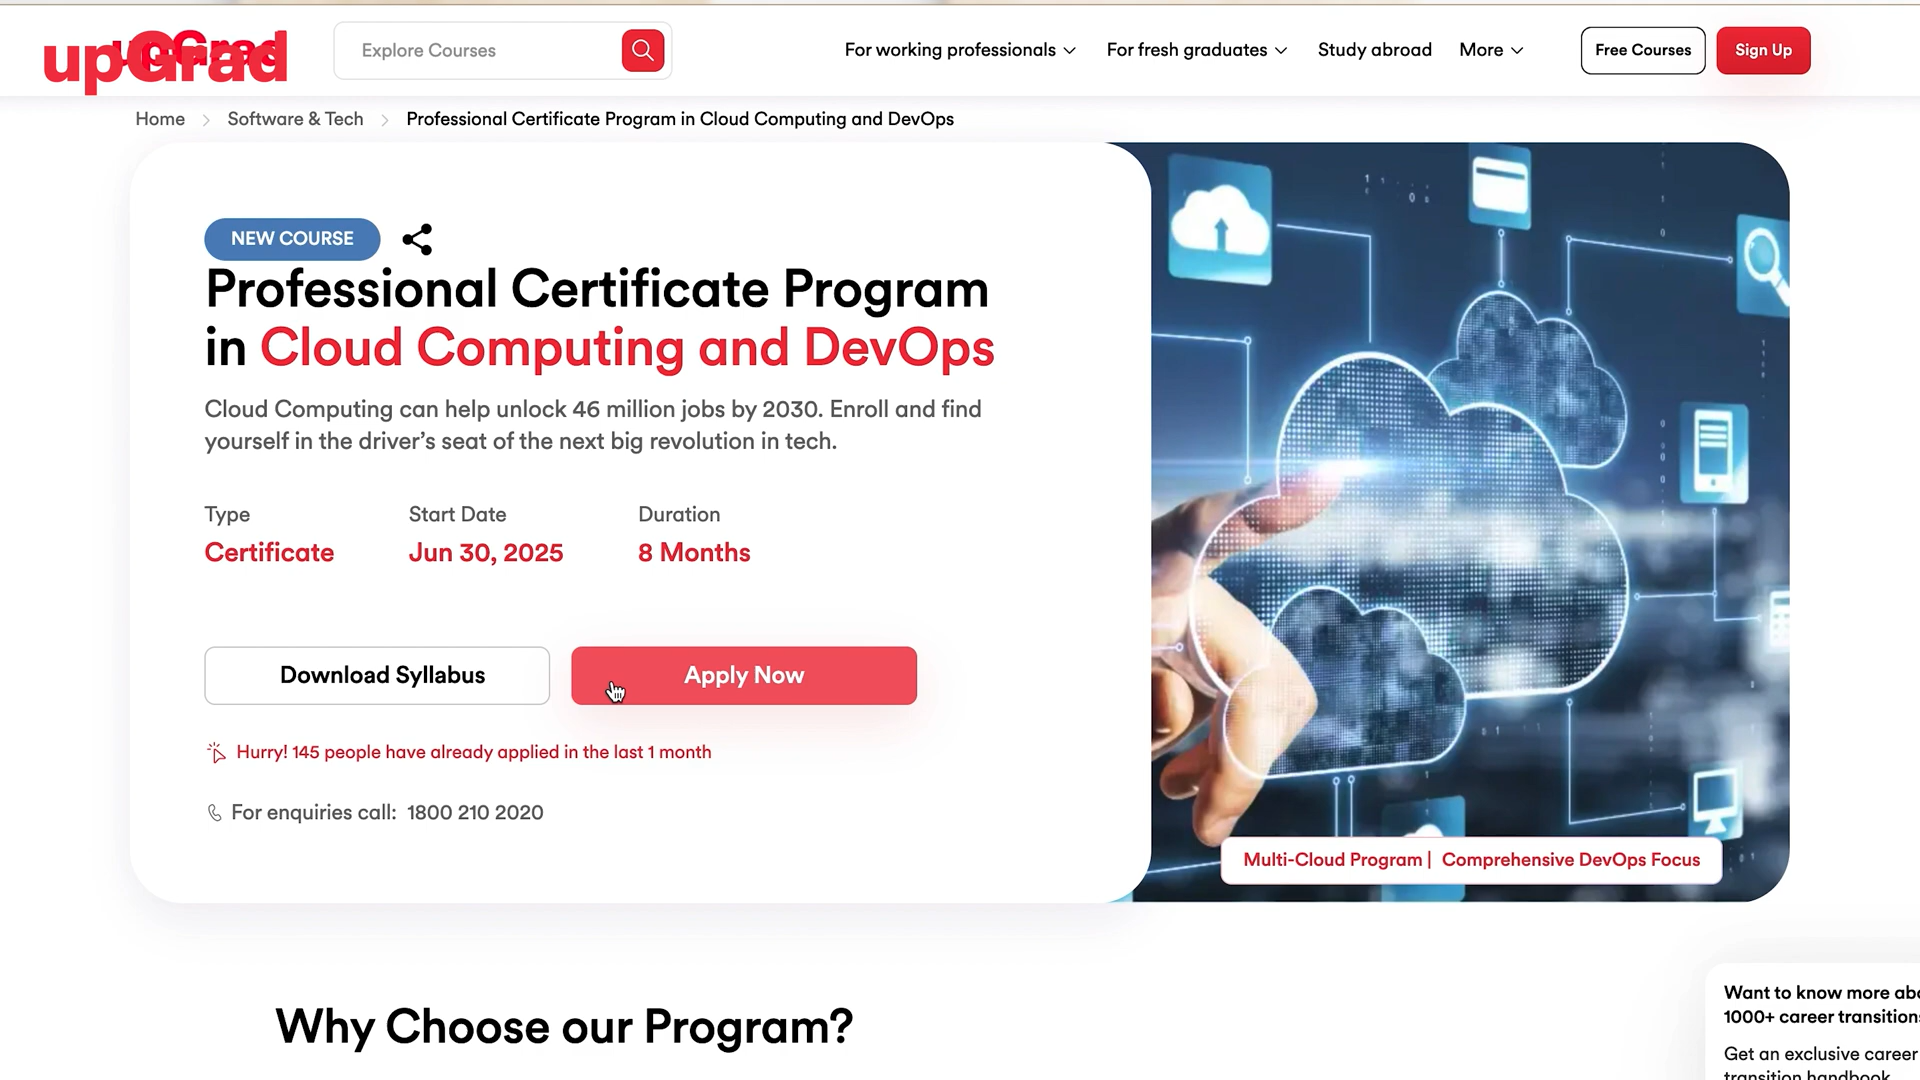 upGrad
Explore Courses
For working professionals
For fresh graduates
Study abroad
More
Free Courses
Sign Up
Home
Software & Tech
Professional Certificate Program in Cloud Computing and DevOps
NEW COURSE
Professional Certificate Program
in Cloud Computing and DevOps
Cloud Computing can help unlock 46 million jobs by 2030. Enroll and find
yourself in the driver's seat of the next big revolution in tech.
Type
Start Date
Duration
Certificate
Jun 30, 2025
8 Months
Download Syllabus
Apply Now
Hurry! 145 people have already applied in the last 1 month
For enquiries call: 1800 210 2020
Multi-Cloud Program | Comprehensive DevOps Focus
Why Choose our Program?
Want to know more
1000+ career transitions
Get an exclusive career
transition handbook